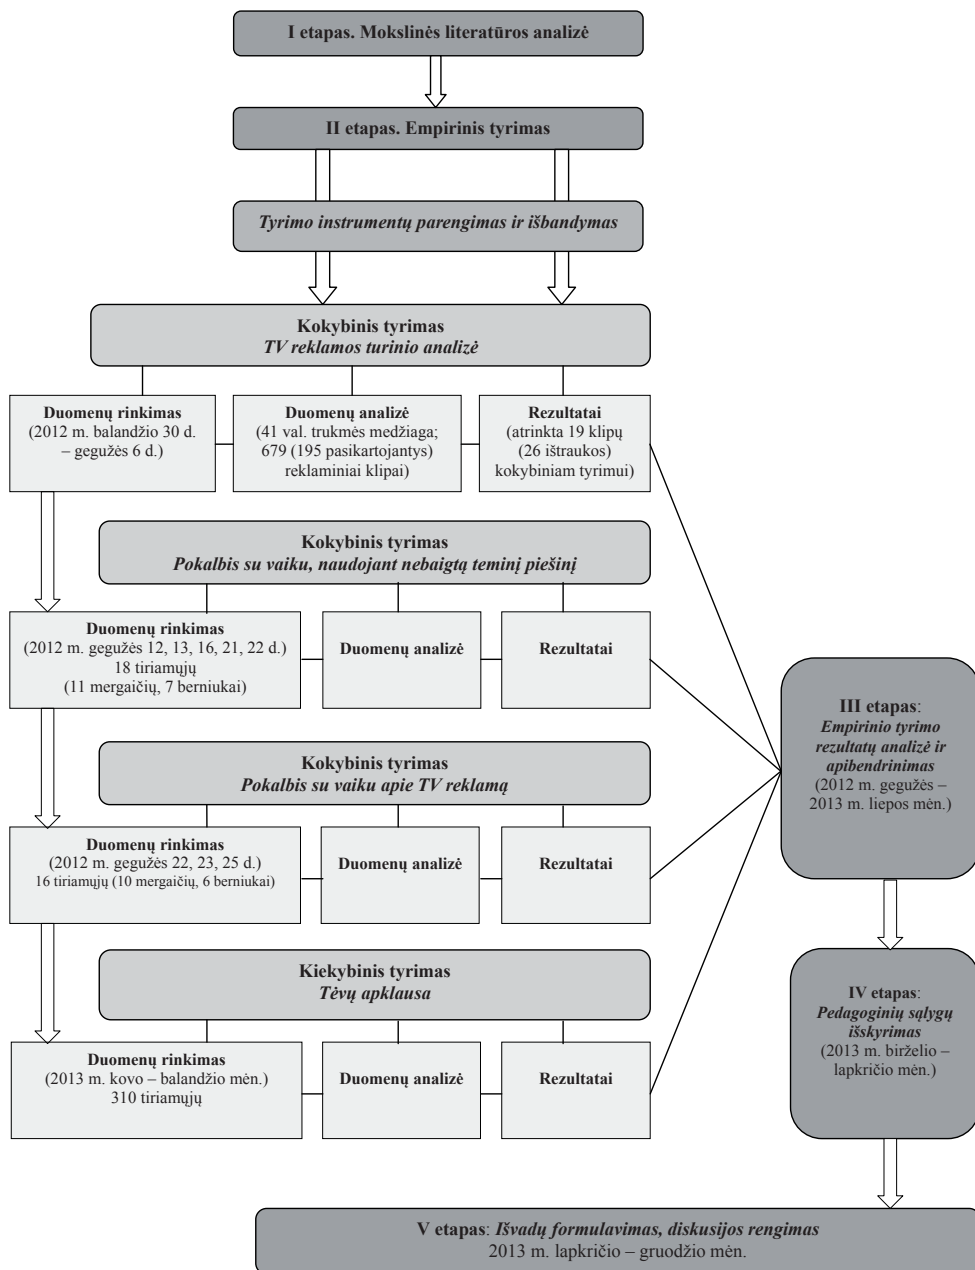 I etapas. Mokslinės literatūros analizė
II etapas. Empirinis tyrimas
Tyrimo instrumentų parengimas ir išbandymas
Kokybinis tyrimas
TV reklamos turinio analizė
Duomenų rinkimas
(2012 m. balandžio 30 d.
– gegužės 6 d.)
Duomenų analizė
(41 val. trukmės medžiaga;
679 (195 pasikartojantys)
reklaminiai klipai)
Rezultatai
(atrinkta 19 klipų
(26 ištraukos)
kokybiniam tyrimui)
Kokybinis tyrimas
Pokalbis su vaiku, naudojant nebaigtą teminį piešinį
Duomenų rinkimas
(2012 m. gegužės 12, 13, 16, 21, 22 d.)
18 tiriamųjų
(11 mergaičių, 7 berniukai)
Duomenų analizė
Rezultatai
Kokybinis tyrimas
Pokalbis su vaiku apie TV reklamą
Duomenų rinkimas
(2012 m. gegužės 22, 23, 25 d.)
16 tiriamųjų (10 mergaičių, 6 berniukai)
Duomenų analizė
Rezultatai
Kiekybinis tyrimas
Tėvų apklausa
Duomenų rinkimas
(2013 m. kovo – balandžio mėn.)
310 tiriamųjų
Duomenų analizė
Rezultatai
III etapas:
Empirinio tyrimo
rezultatų analizė ir
apibendrinimas
(2012 m. gegužės –
2013 m. liepos mėn.)
IV etapas:
Pedagoginių sąlygų
išskyrimas
(2013 m. birželio –
lapkričio mėn.)
V etapas: Išvadų formulavimas, diskusijos rengimas
2013 m. lapkričio – gruodžio mėn.